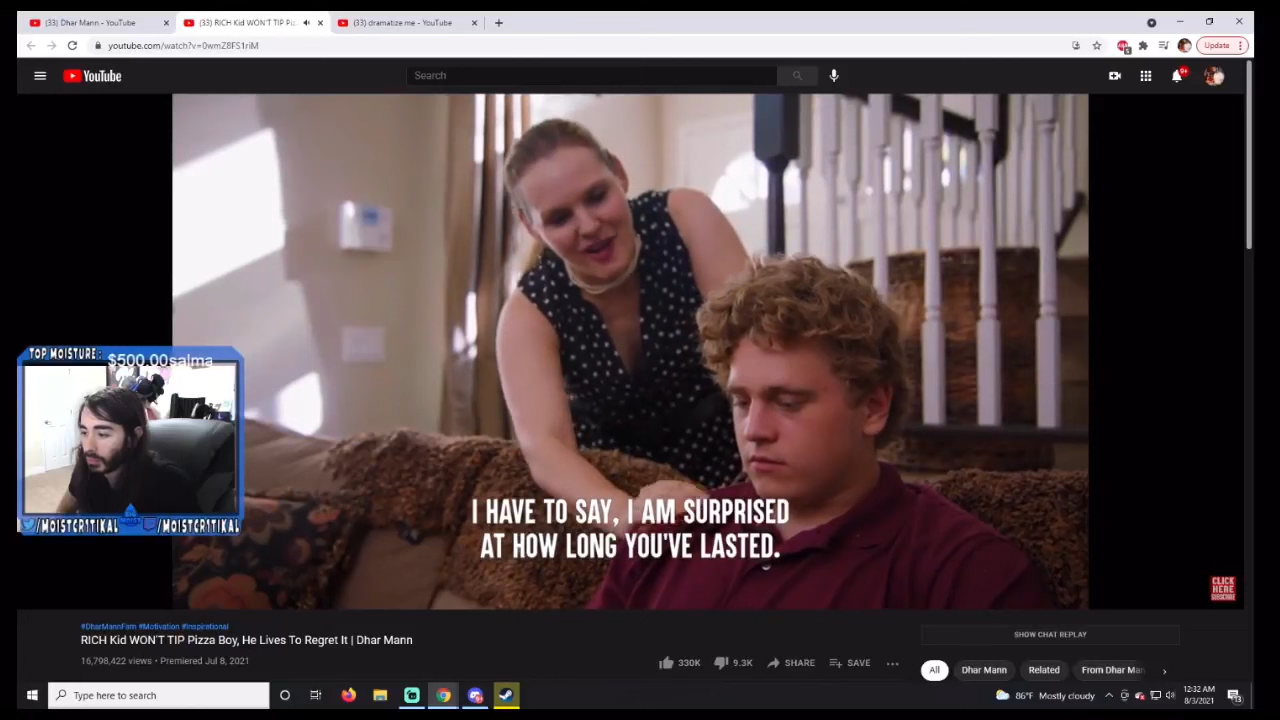 (33) Dhar Mann - YouTube
(33) RICH Kid WON'T TIP Piz
(33) dramatize me - YouTube
youtube.com/watch?v=0wmZ8FS1riM
Update
YouTube
Search
9+
TOP MOISTURE:
$500.00salma
/MOISTCR1TIKAL
/MOISTCR1TIKAL
I HAVE TO SAY, I AM SURPRISED
AT HOW LONG YOU'VE LASTED.
CLICK
HERE
SUBSCRIBE
#DharMannFam #Motivation #Inspirational
RICH Kid WON'T TIP Pizza Boy, He Lives To Regret It | Dhar Mann
16,798,422 views • Premiered Jul 8, 2021
330K
9.3K
SHARE
SAVE
SHOW CHAT REPLAY
All
Dhar Mann
Related
From Dhar Man
Type here to search
86°F Mostly cloudy
12:32 AM
8/3/2021